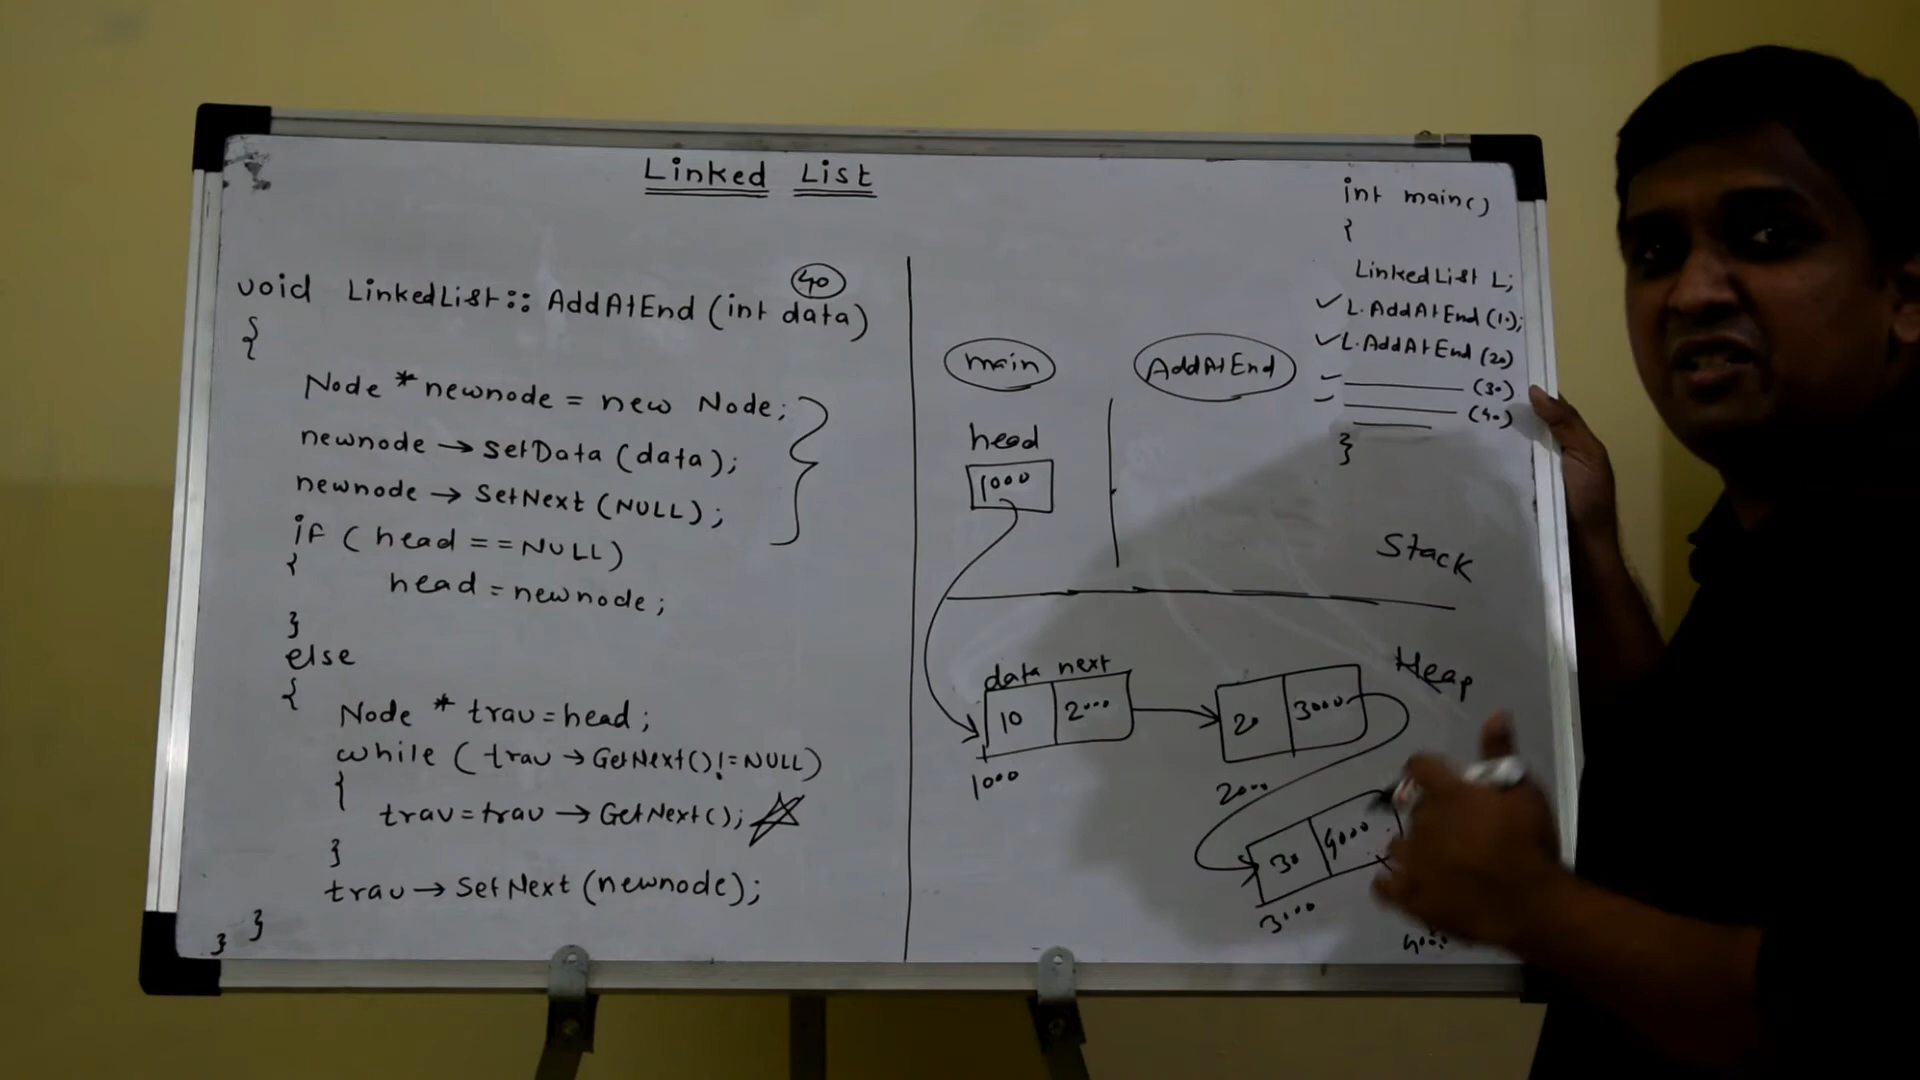 Linked List
40
void LinkedList::AddAtEnd(int data)
{
Node *newnode = new Node;
newnode → SetData(data);
newnode → SetNext(NULL);
if (head == NULL)
{
head = newnode;
}
else
{
Node *trav = head;
while (trav → GetNext() != NULL)
{
trav = trav → GetNext();
}
trav → SetNext(newnode);
}
}
int main()
{
LinkedList L;
✓ L.AddAtEnd(10);
✓ L.AddAtEnd(20)
(30)
(40)
}
main
AddAtEnd
head
1000
Stack
Heap
data next
10 2000
1000
20 3000
2000
30 4000
3000
4000